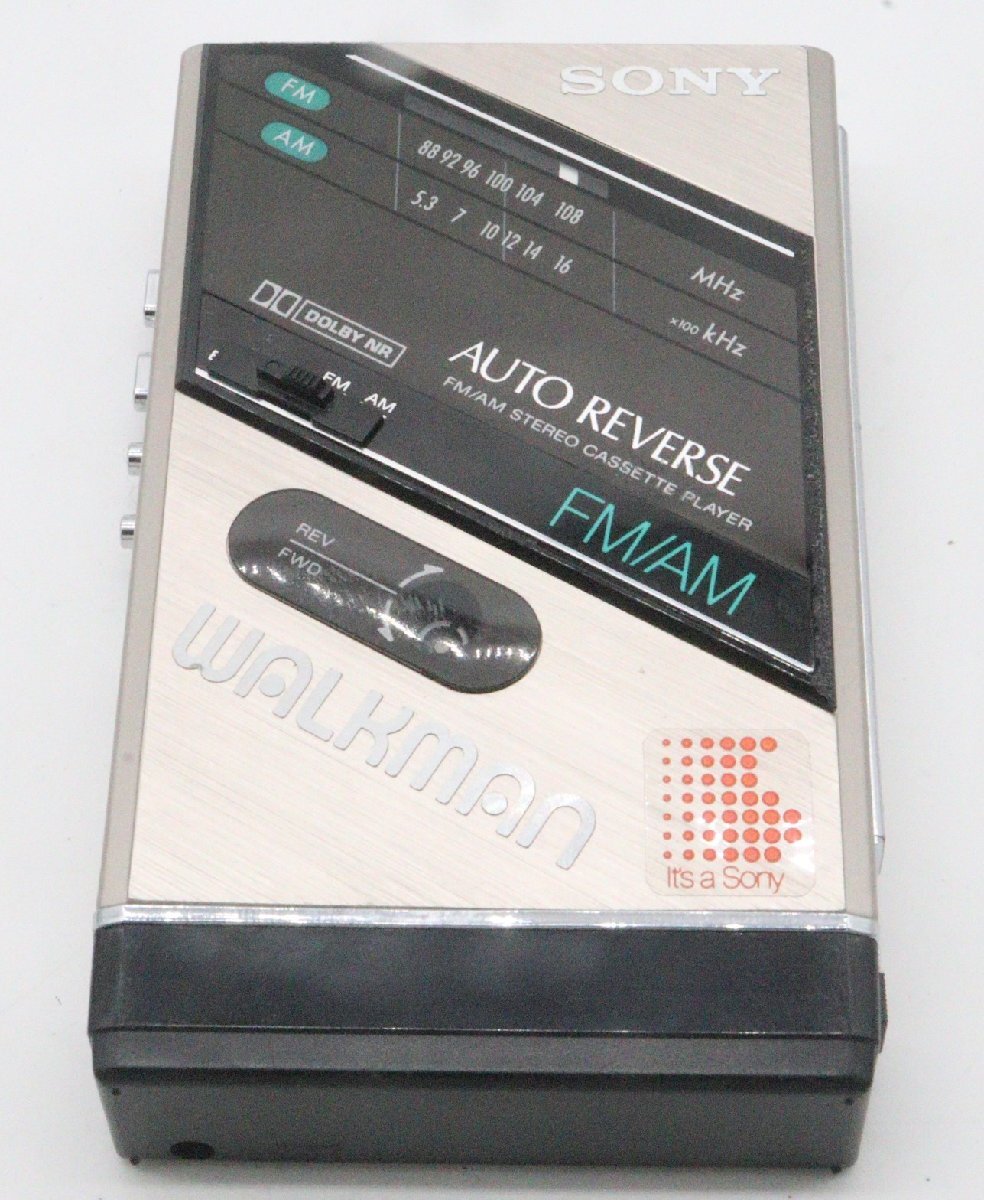 SONY
FM
88 92 96 100 104 108
MHz
AM
5.3 7 10 12 14 16
x100 kHz
DOLBY NR
FM AM
AUTO REVERSE
FM/AM STEREO CASSETTE PLAYER
FM/AM
REV
FWD
WALKMAN
It's a Sony